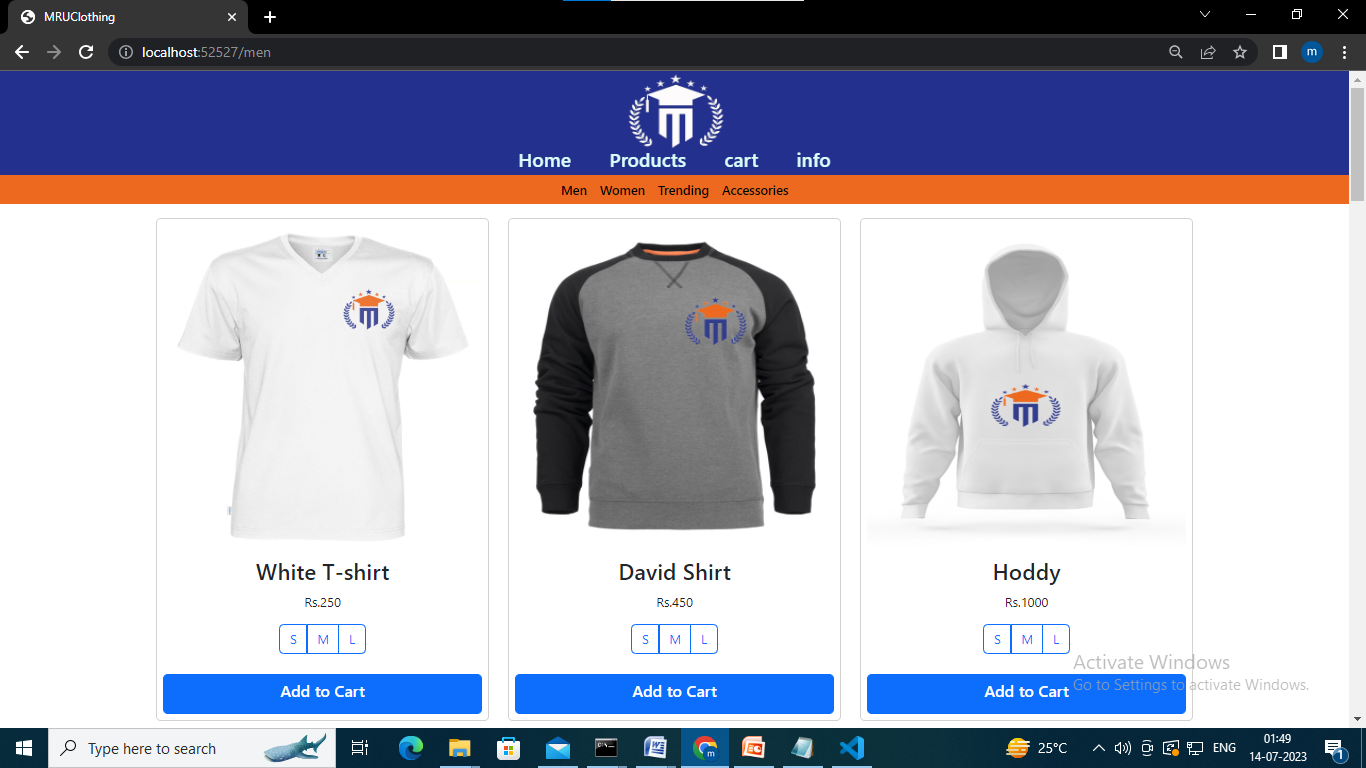 MRUClothing
localhost:52527/men
m
Home Products cart info
Men Women Trending Accessories
White T-shirt
Rs.250
S M L
Add to Cart
David Shirt
Rs.450
S M L
Add to Cart
Hoddy
Rs.1000
S M L
Add to Cart
Activate Windows
Go to Settings to activate Windows.
Type here to search
25°C
ENG
01:49
14-07-2023
1